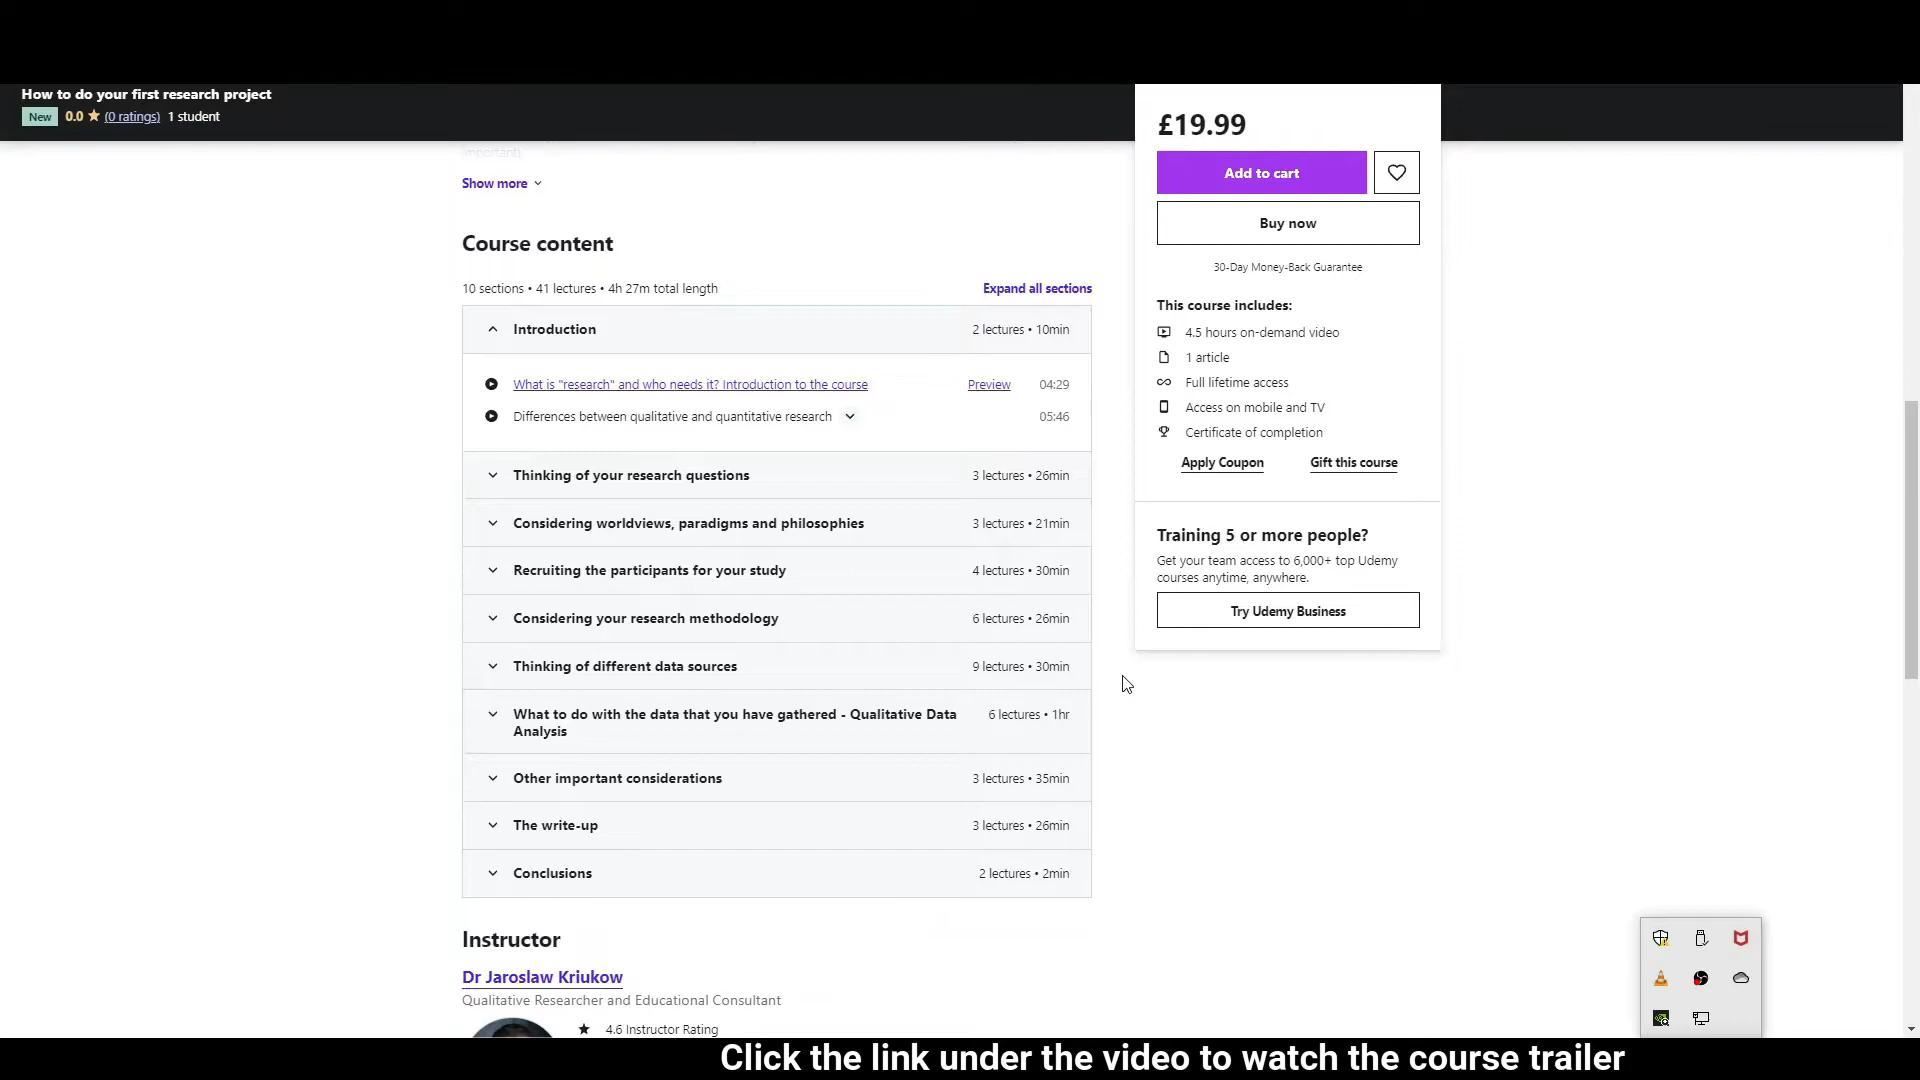 How to do your first research project
New 0.0 (0 ratings) 1 student
important)
Show more
Course content
10 sections • 41 lectures • 4h 27m total length
Expand all sections
Introduction
2 lectures • 10min
What is "research" and who needs it? Introduction to the course
Preview
04:29
Differences between qualitative and quantitative research
05:46
Thinking of your research questions
3 lectures • 26min
Considering worldviews, paradigms and philosophies
3 lectures • 21min
Recruiting the participants for your study
4 lectures • 30min
Considering your research methodology
6 lectures • 26min
Thinking of different data sources
9 lectures • 30min
What to do with the data that you have gathered - Qualitative Data
Analysis
6 lectures • 1hr
Other important considerations
3 lectures • 35min
The write-up
3 lectures • 26min
Conclusions
2 lectures • 2min
Instructor
Dr Jaroslaw Kriukow
Qualitative Researcher and Educational Consultant
4.6 Instructor Rating
£19.99
Add to cart
Buy now
30-Day Money-Back Guarantee
This course includes:
4.5 hours on-demand video
1 article
Full lifetime access
Access on mobile and TV
Certificate of completion
Apply Coupon
Gift this course
Training 5 or more people?
Get your team access to 6,000+ top Udemy
courses anytime, anywhere.
Try Udemy Business
Click the link under the video to watch the course trailer